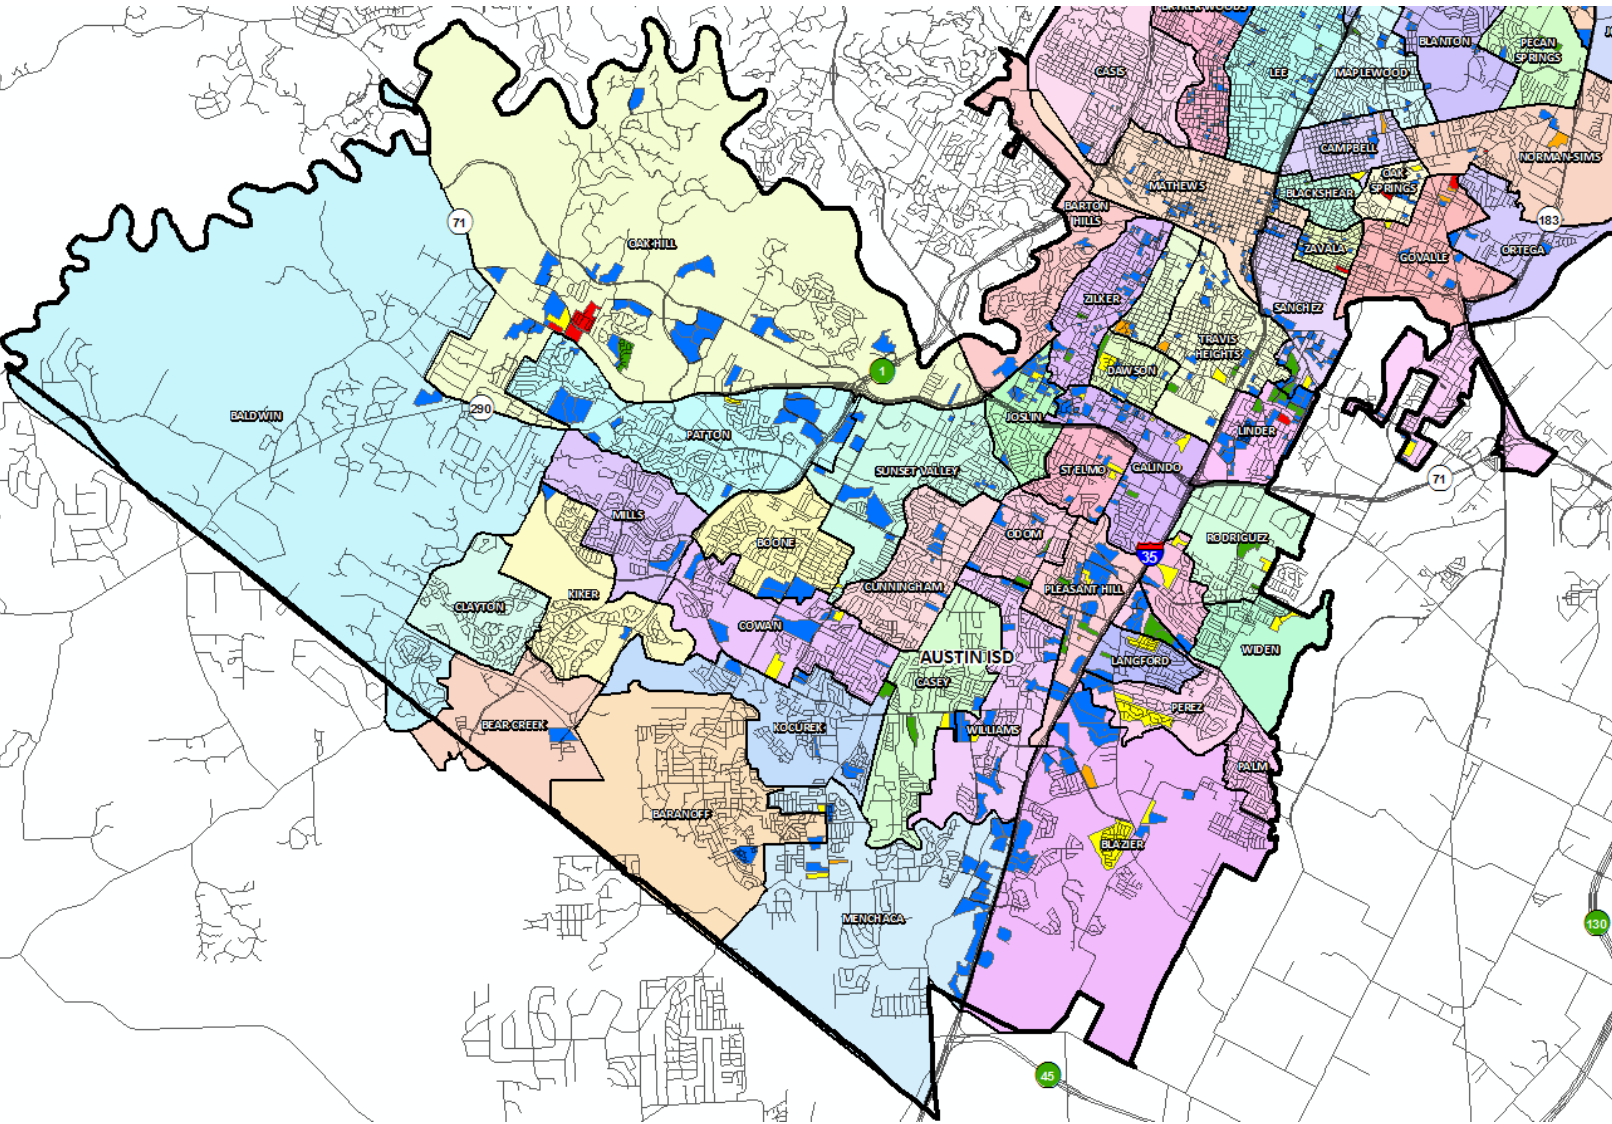 BRYKER WOODS
BLANTON
PECAN
SPRINGS
CASIS
LEE
MAPLEWOOD
CAMPBELL
NORMAN-SIMS
OAK
SPRINGS
MATHEWS
BLACKSHEAR
BARTON
HILLS
183
71
OAK HILL
ZAVALA
ORTEGA
GOVALLE
ZILKER
SANCHEZ
TRAVIS
HEIGHTS
1
DAWSON
290
BALDWIN
JOSLIN
LINDER
PATTON
SUNSET VALLEY
ST ELMO
GALINDO
71
MILLS
BOONE
ODOM
RODRIGUEZ
35
CUNNINGHAM
PLEASANT HILL
KIKER
CLAYTON
COWAN
WIDEN
AUSTIN ISD
LANGFORD
CASEY
PEREZ
BEAR CREEK
KOCUREK
WILLIAMS
PALM
BARANOFF
BLAZIER
MENCHACA
130
45